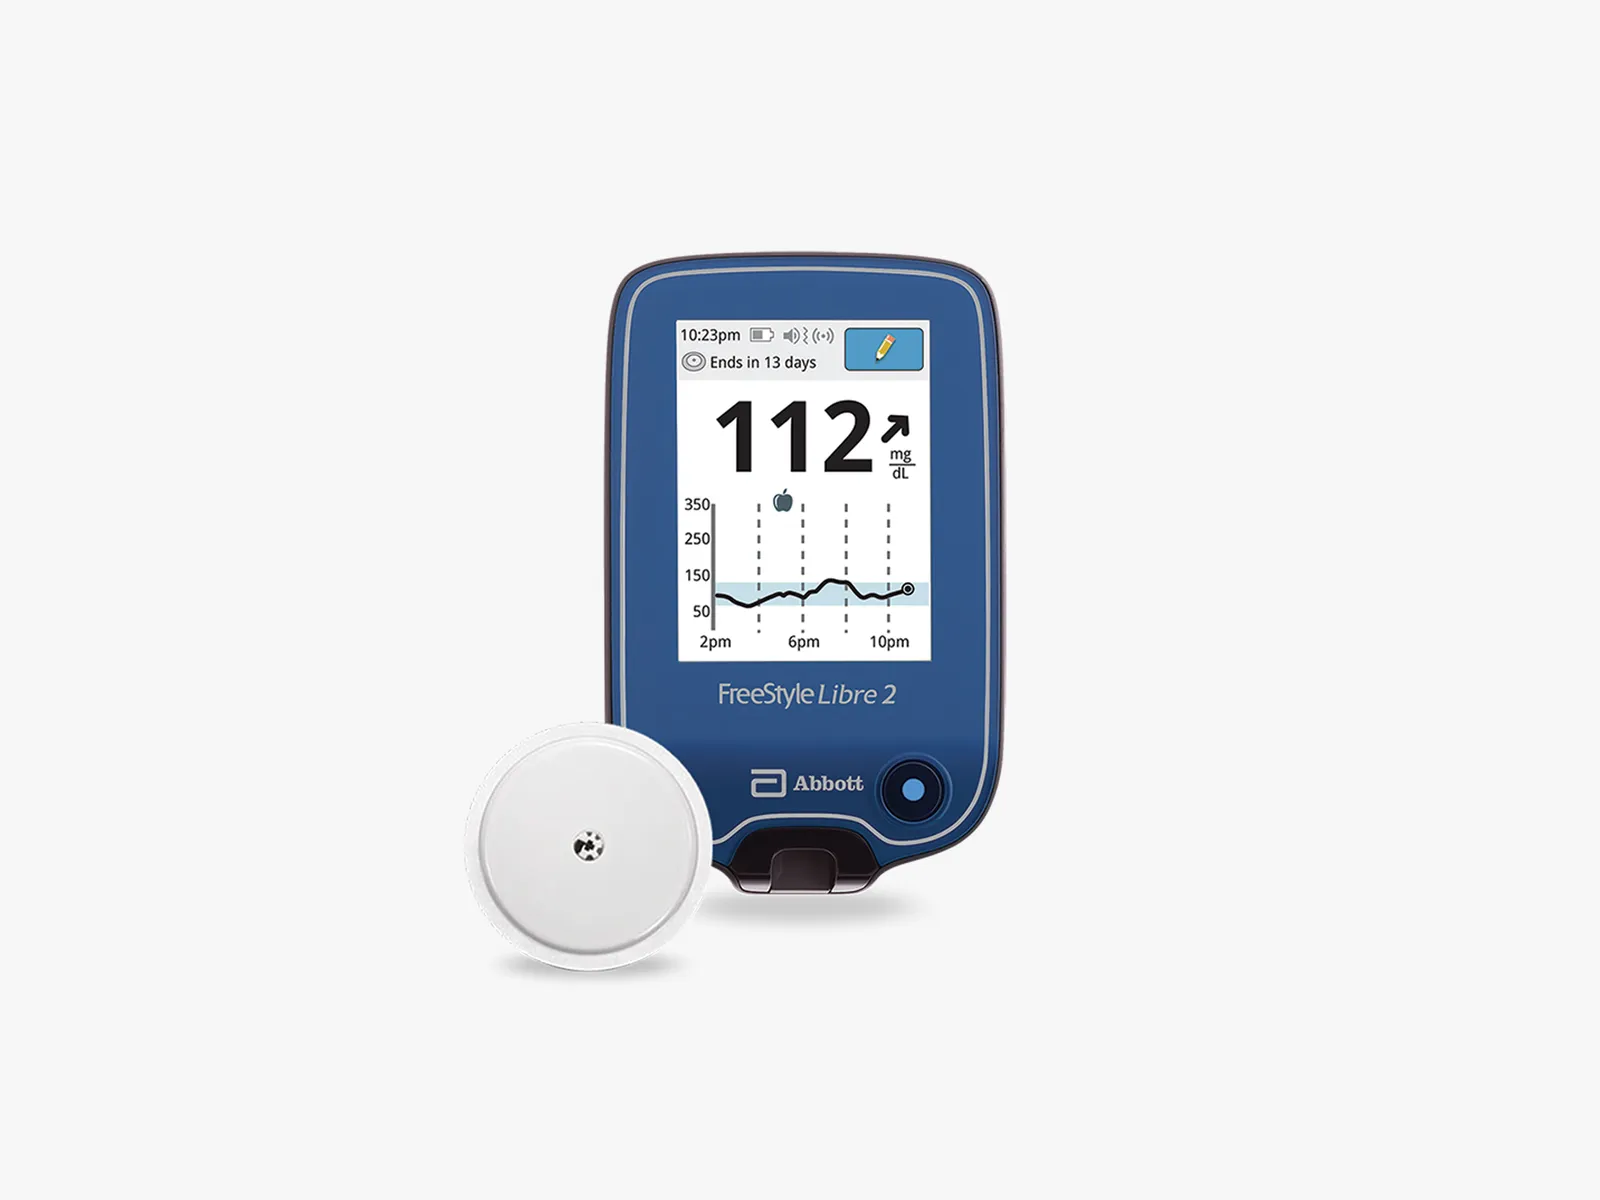 10:23pm
Ends in 13 days
112
mg
dL
350
250
150
50
2pm
6pm
10pm
FreeStyle Libre 2
Abbott